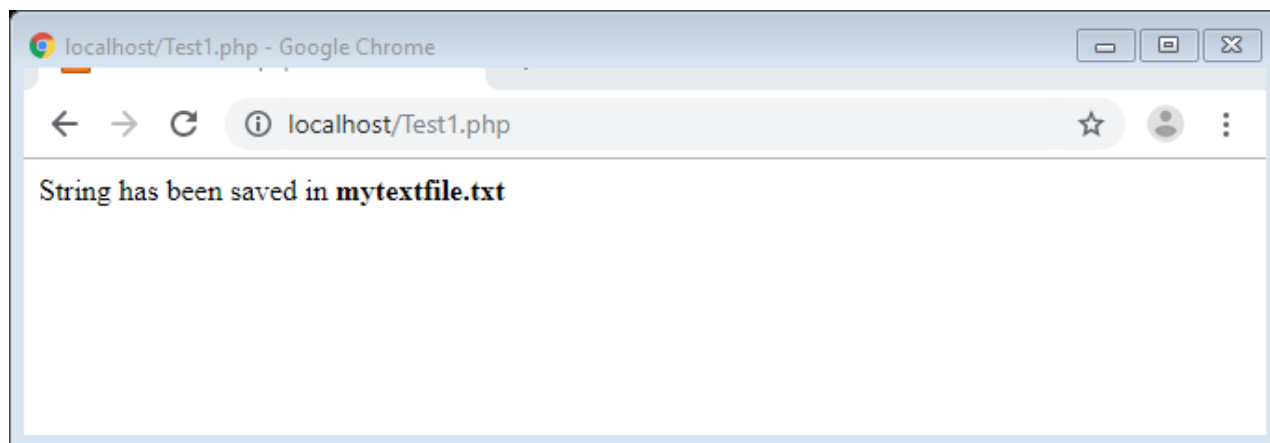 localhost/Test1.php - Google Chrome
localhost/Test1.php
String has been saved in mytextfile.txt